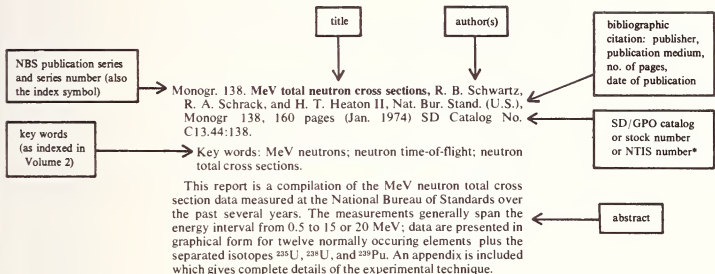 title
author(s)
bibliographic
citation: publisher,
publication medium,
no. of pages,
date of publication
NBS publication series
and series number (also
the index symbol)
Monogr. 138. MeV total neutron cross sections, R. B. Schwartz,
R. A. Schrack, and H. T. Heaton II, Nat. Bur. Stand. (U.S.),
Monogr 138, 160 pages (Jan. 1974) SD Catalog No.
C13.44:138.
SD/GPO catalog
or stock number
or NTIS number*
key words
(as indexed in
Volume 2)
Key words: MeV neutrons; neutron time-of-flight; neutron
total cross sections.
This report is a compilation of the MeV neutron total cross
section data measured at the National Bureau of Standards over
the past several years. The measurements generally span the
energy interval from 0.5 to 15 or 20 MeV; data are presented in
graphical form for twelve normally occuring elements plus the
separated isotopes ²³⁵U, ²³⁸U, and ²³⁹Pu. An appendix is included
which gives complete details of the experimental technique.
abstract